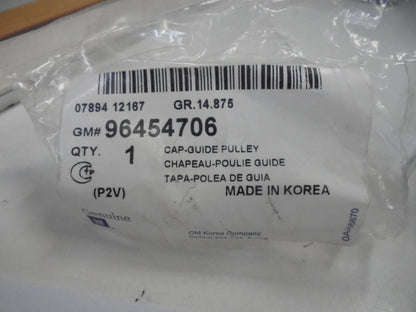 07894 12167 GR.14.875
GM# 96454706
QTY. 1 CAP-GUIDE PULLEY
CHAPEAU-POULIE GUIDE
TAPA-POLEA DE GUIA
(P2V) MADE IN KOREA
Genuine
GM
GM Korea Company